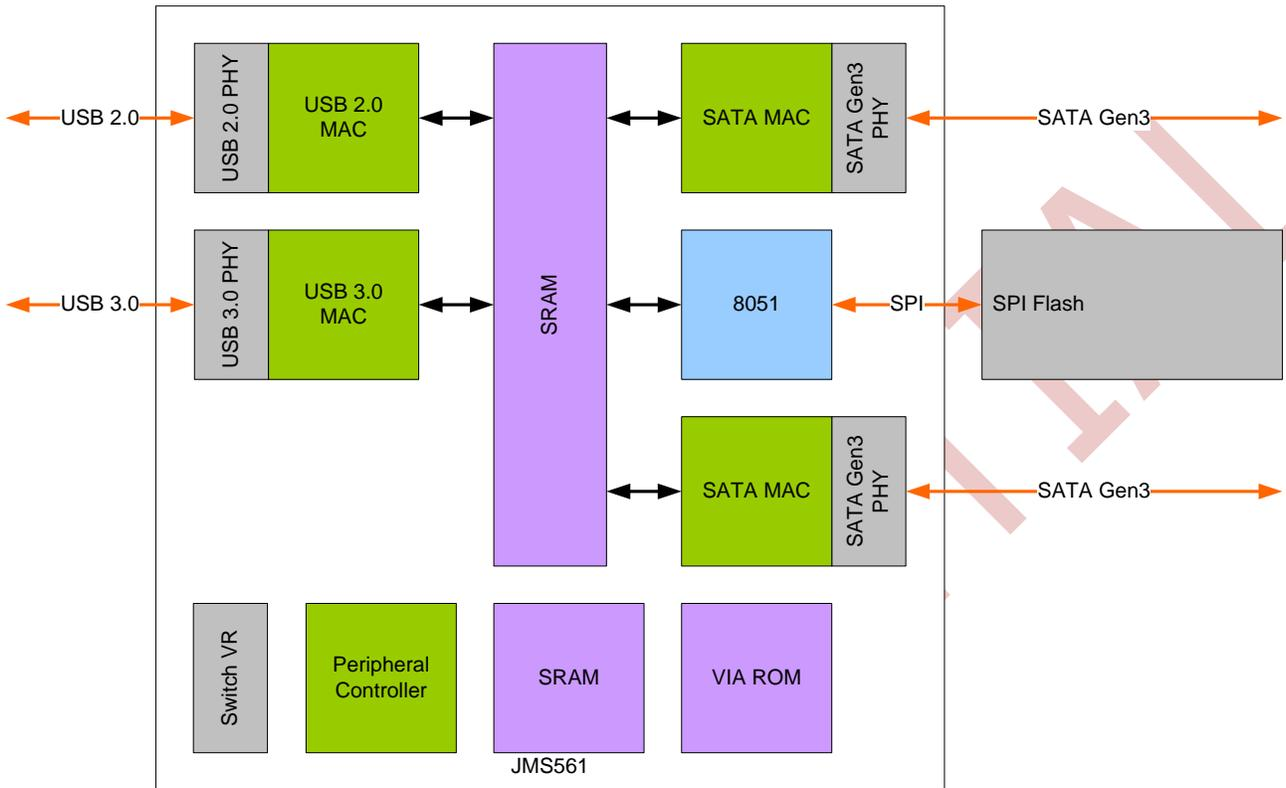 USB 2.0
USB 2.0 PHY
USB 2.0
MAC
SRAM
SATA MAC
SATA Gen3
PHY
SATA Gen3
USB 3.0
USB 3.0 PHY
USB 3.0
MAC
8051
SPI
SPI Flash
SATA MAC
SATA Gen3
PHY
SATA Gen3
Switch VR
Peripheral
Controller
SRAM
VIA ROM
JMS561